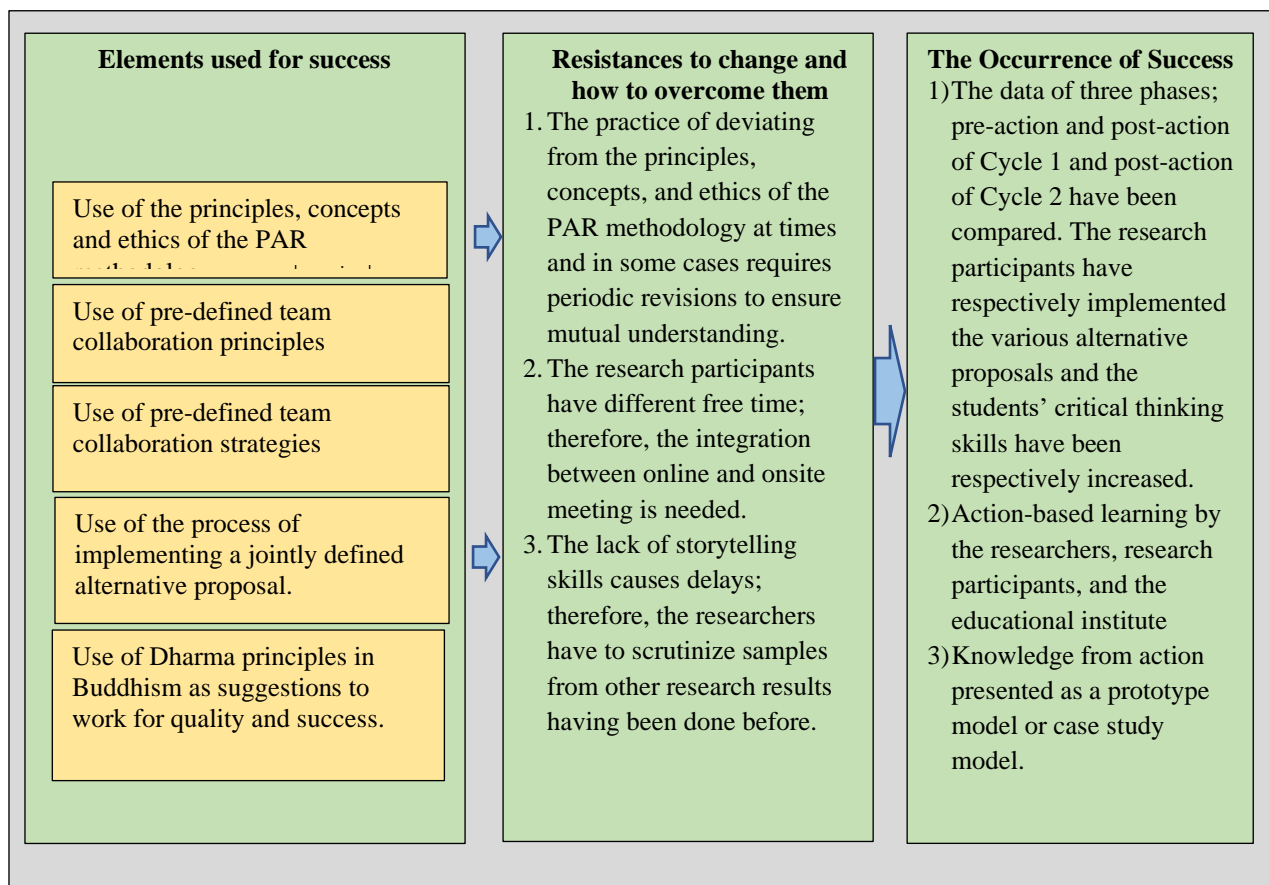 Elements used for success
Use of the principles, concepts
and ethics of the PAR
Use of pre-defined team
collaboration principles
Use of pre-defined team
collaboration strategies
Use of the process of
implementing a jointly defined
alternative proposal.
Use of Dharma principles in
Buddhism as suggestions to
work for quality and success.
Resistances to change and
how to overcome them
1. The practice of deviating
from the principles,
concepts, and ethics of the
PAR methodology at times
and in some cases requires
periodic revisions to ensure
mutual understanding.
2. The research participants
have different free time;
therefore, the integration
between online and onsite
meeting is needed.
3. The lack of storytelling
skills causes delays;
therefore, the researchers
have to scrutinize samples
from other research results
having been done before.
The Occurrence of Success
1) The data of three phases;
pre-action and post-action
of Cycle 1 and post-action
of Cycle 2 have been
compared. The research
participants have
respectively implemented
the various alternative
proposals and the
students’ critical thinking
skills have been
respectively increased.
2) Action-based learning by
the researchers, research
participants, and the
educational institute
3) Knowledge from action
presented as a prototype
model or case study
model.